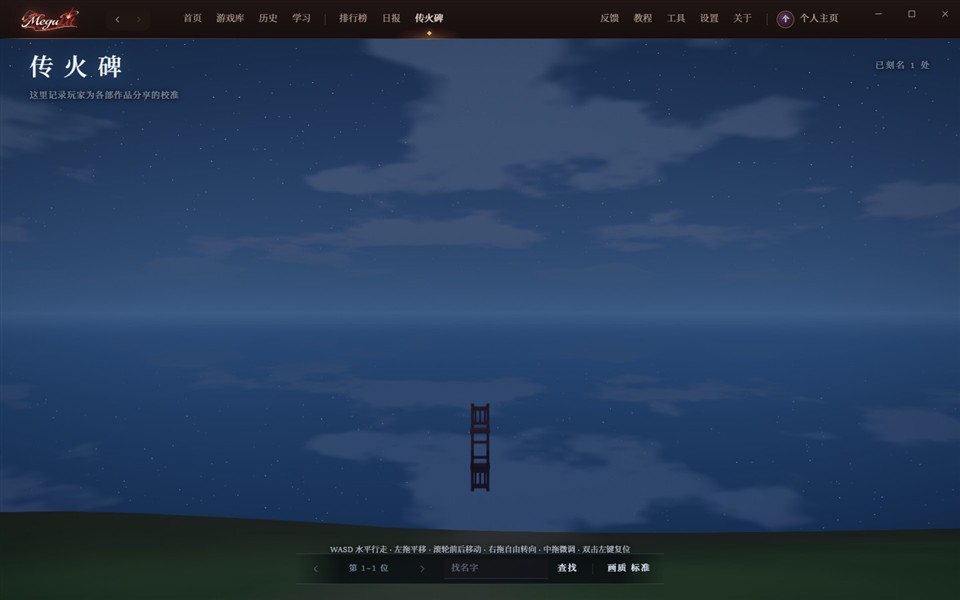 Megu
首页 游戏库 历史 学习 排行榜 日报 传火碑 反馈 教程 工具 设置 关于 个人主页
传火碑
已刻名 1 处
这里记录玩家为各部作品分享的校准
WASD 水平行走 · 左拖平移 · 滚轮前后移动 · 右拖自由转向 · 中拖微调 · 双击左键复位
第 1-1 位 找名字 查找 画质 标准